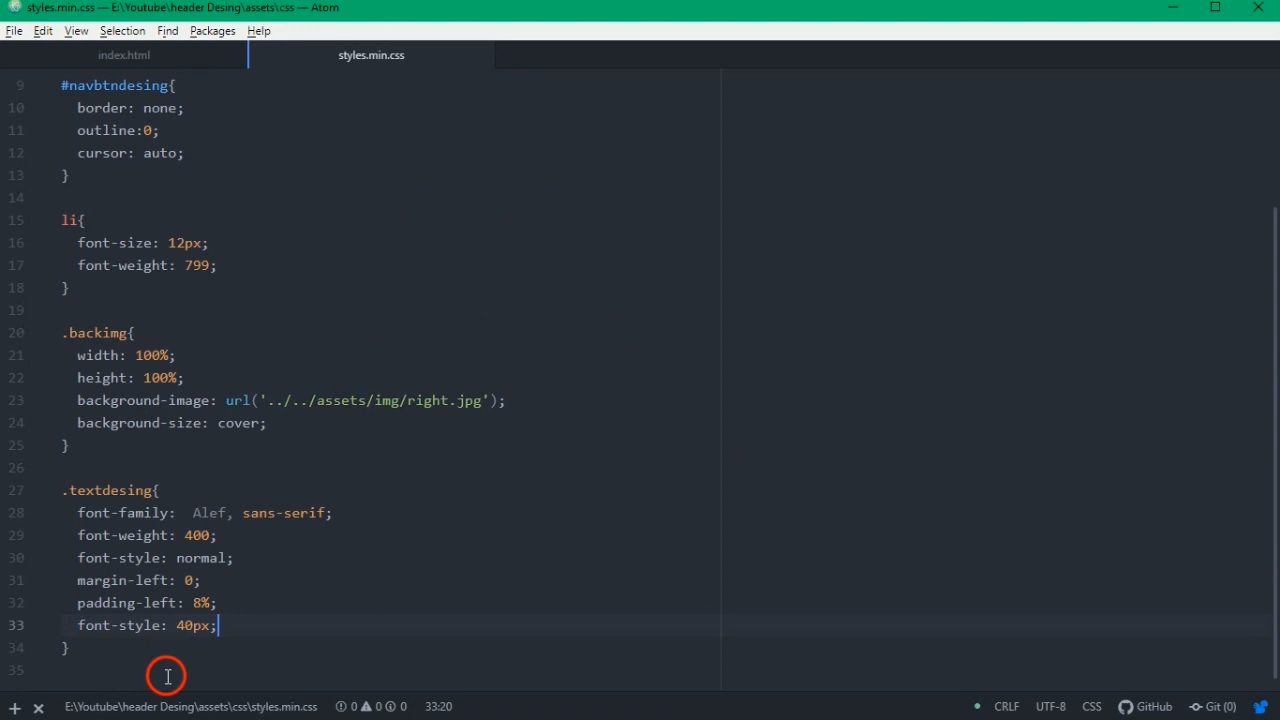 styles.min.css — E:\Youtube\header Desing\assets\css — Atom
File Edit View Selection Find Packages Help
index.html styles.min.css
9 #navbtndesing{
10 border: none;
11 outline:0;
12 cursor: auto;
13 }
14
15 li{
16 font-size: 12px;
17 font-weight: 799;
18 }
19
20 .backimg{
21 width: 100%;
22 height: 100%;
23 background-image: url('../../assets/img/right.jpg');
24 background-size: cover;
25 }
26
27 .textdesing{
28 font-family:  Alef, sans-serif;
29 font-weight: 400;
30 font-style: normal;
31 margin-left: 0;
32 padding-left: 8%;
33 font-style: 40px;
34 }
35
E:\Youtube\header Desing\assets\css\styles.min.css 0 0 0 33:20 CRLF UTF-8 CSS GitHub Git (0)